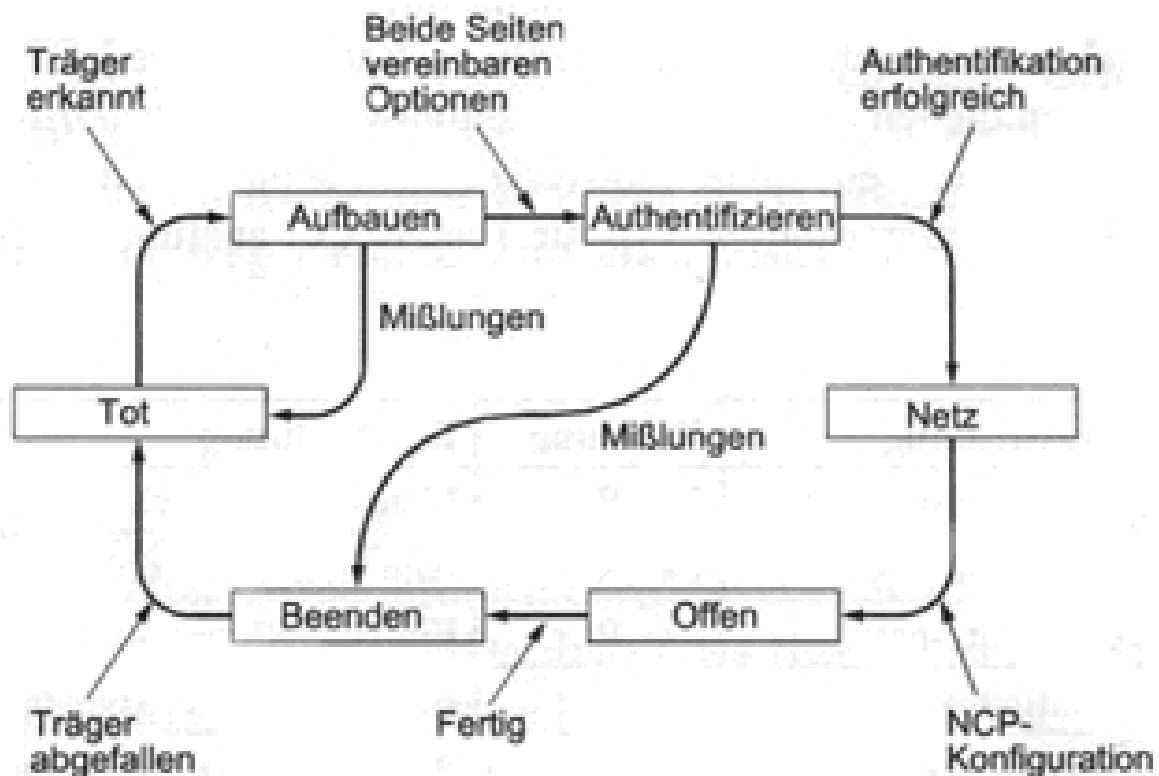 Träger
erkannt
Beide Seiten
vereinbaren
Optionen
Authentifikation
erfolgreich
Aufbauen
Authentifizieren
Mißlungen
Tot
Mißlungen
Netz
Beenden
Offen
Träger
abgefallen
Fertig
NCP-
Konfiguration